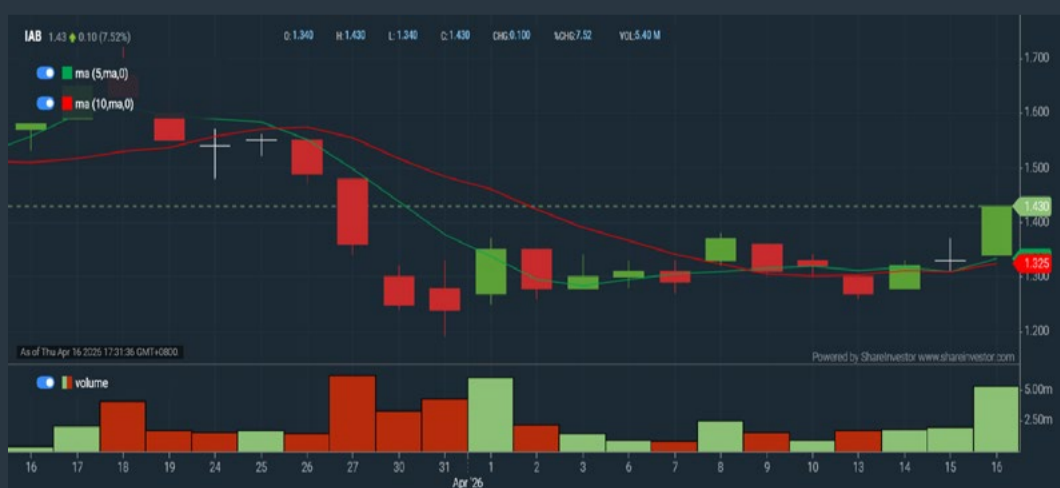 IAB 1.43 0.10 (7.52%) O: 1.340 H: 1.430 L: 1.340 C: 1.430 CHG:0.100 %CHG:7.52 VOL:5.40 M
ma (5,ma,0)
ma (10,ma,0)
1.700
1.600
1.500
1.430
1.400
1.325
1.300
1.200
As of Thu Apr 16 2026 17:31:36 GMT+0800.
Powered by ShareInvestor www.shareinvestor.com
volume
5.00m
2.50m
16 17 18 19 24 25 26 27 30 31 1 2 3 6 7 8 9 10 13 14 15 16
Apr '26